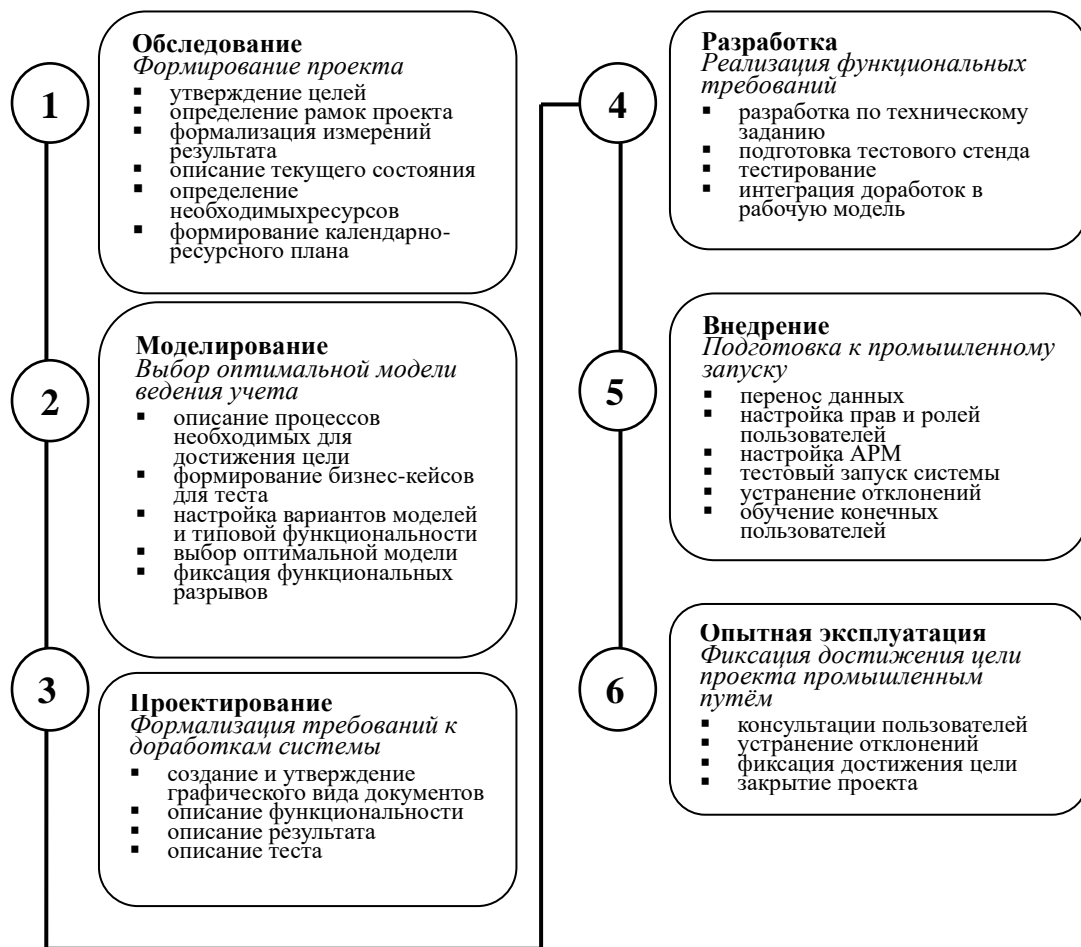 1
Обследование
Формирование проекта
▪ утверждение целей
▪ определение рамок проекта
▪ формализация измерений
результата
▪ описание текущего состояния
▪ определение
необходимыхресурсов
▪ формирование календарно-
ресурсного плана
2
Моделирование
Выбор оптимальной модели
ведения учета
▪ описание процессов
необходимых для
достижения цели
▪ формирование бизнес-кейсов
для теста
▪ настройка вариантов моделей
и типовой функциональности
▪ выбор оптимальной модели
▪ фиксация функциональных
разрывов
3
Проектирование
Формализация требований к
доработкам системы
▪ создание и утверждение
графического вида документов
▪ описание функциональности
▪ описание результата
▪ описание теста
4
Разработка
Реализация функциональных
требований
▪ разработка по техническому
заданию
▪ подготовка тестового стенда
▪ тестирование
▪ интеграция доработок в
рабочую модель
5
Внедрение
Подготовка к промышленному
запуску
▪ перенос данных
▪ настройка прав и ролей
пользователей
▪ настройка АРМ
▪ тестовый запуск системы
▪ устранение отклонений
▪ обучение конечных
пользователей
6
Опытная эксплуатация
Фиксация достижения цели
проекта промышленным
путём
▪ консультации пользователей
▪ устранение отклонений
▪ фиксация достижения цели
▪ закрытие проекта